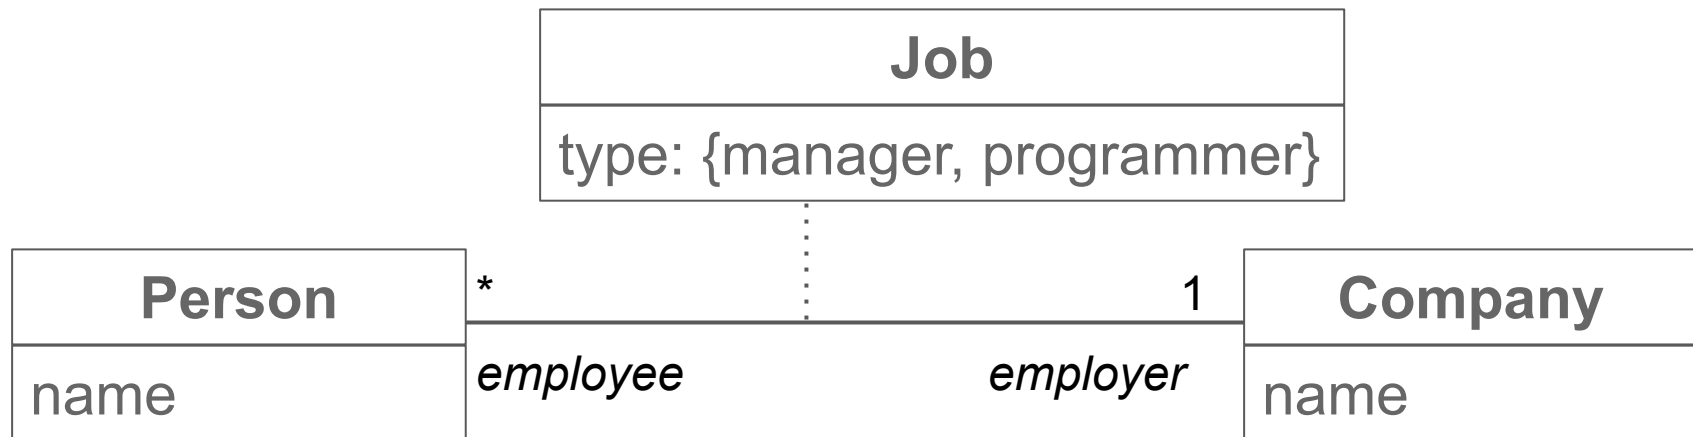 Job
type: {manager, programmer}
Person
*
1
Company
name
employee
employer
name